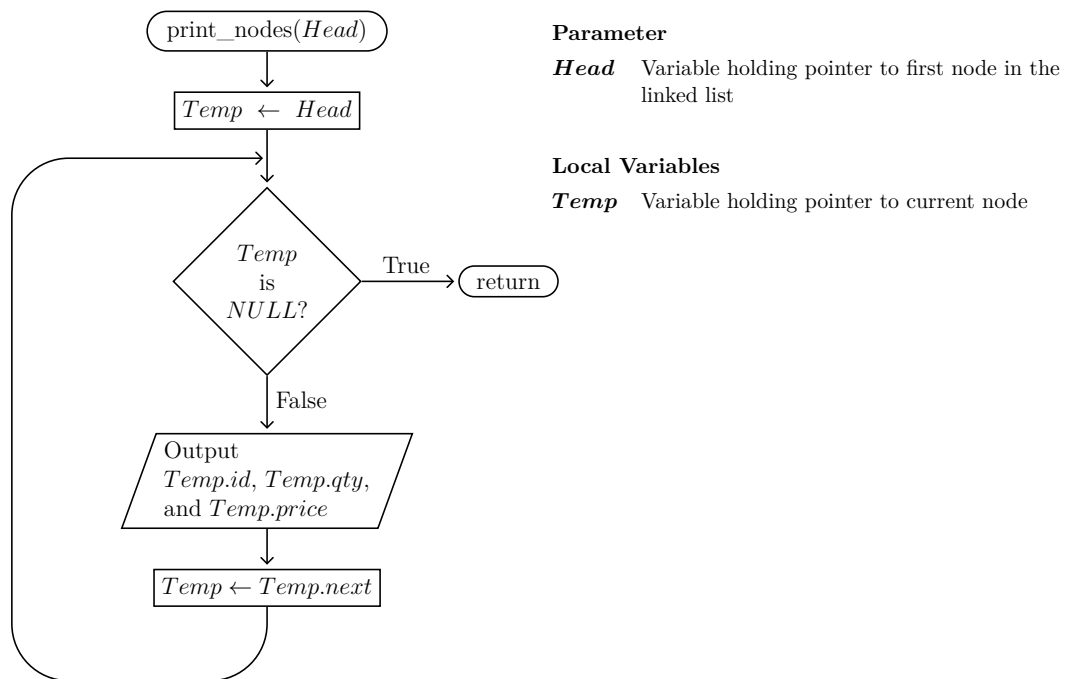 print_nodes(Head)
Temp ← Head
Temp
is
NULL?
True
return
False
Output
Temp.id, Temp.qty,
and Temp.price
Temp ← Temp.next
Parameter
Head Variable holding pointer to first node in the
linked list
Local Variables
Temp Variable holding pointer to current node